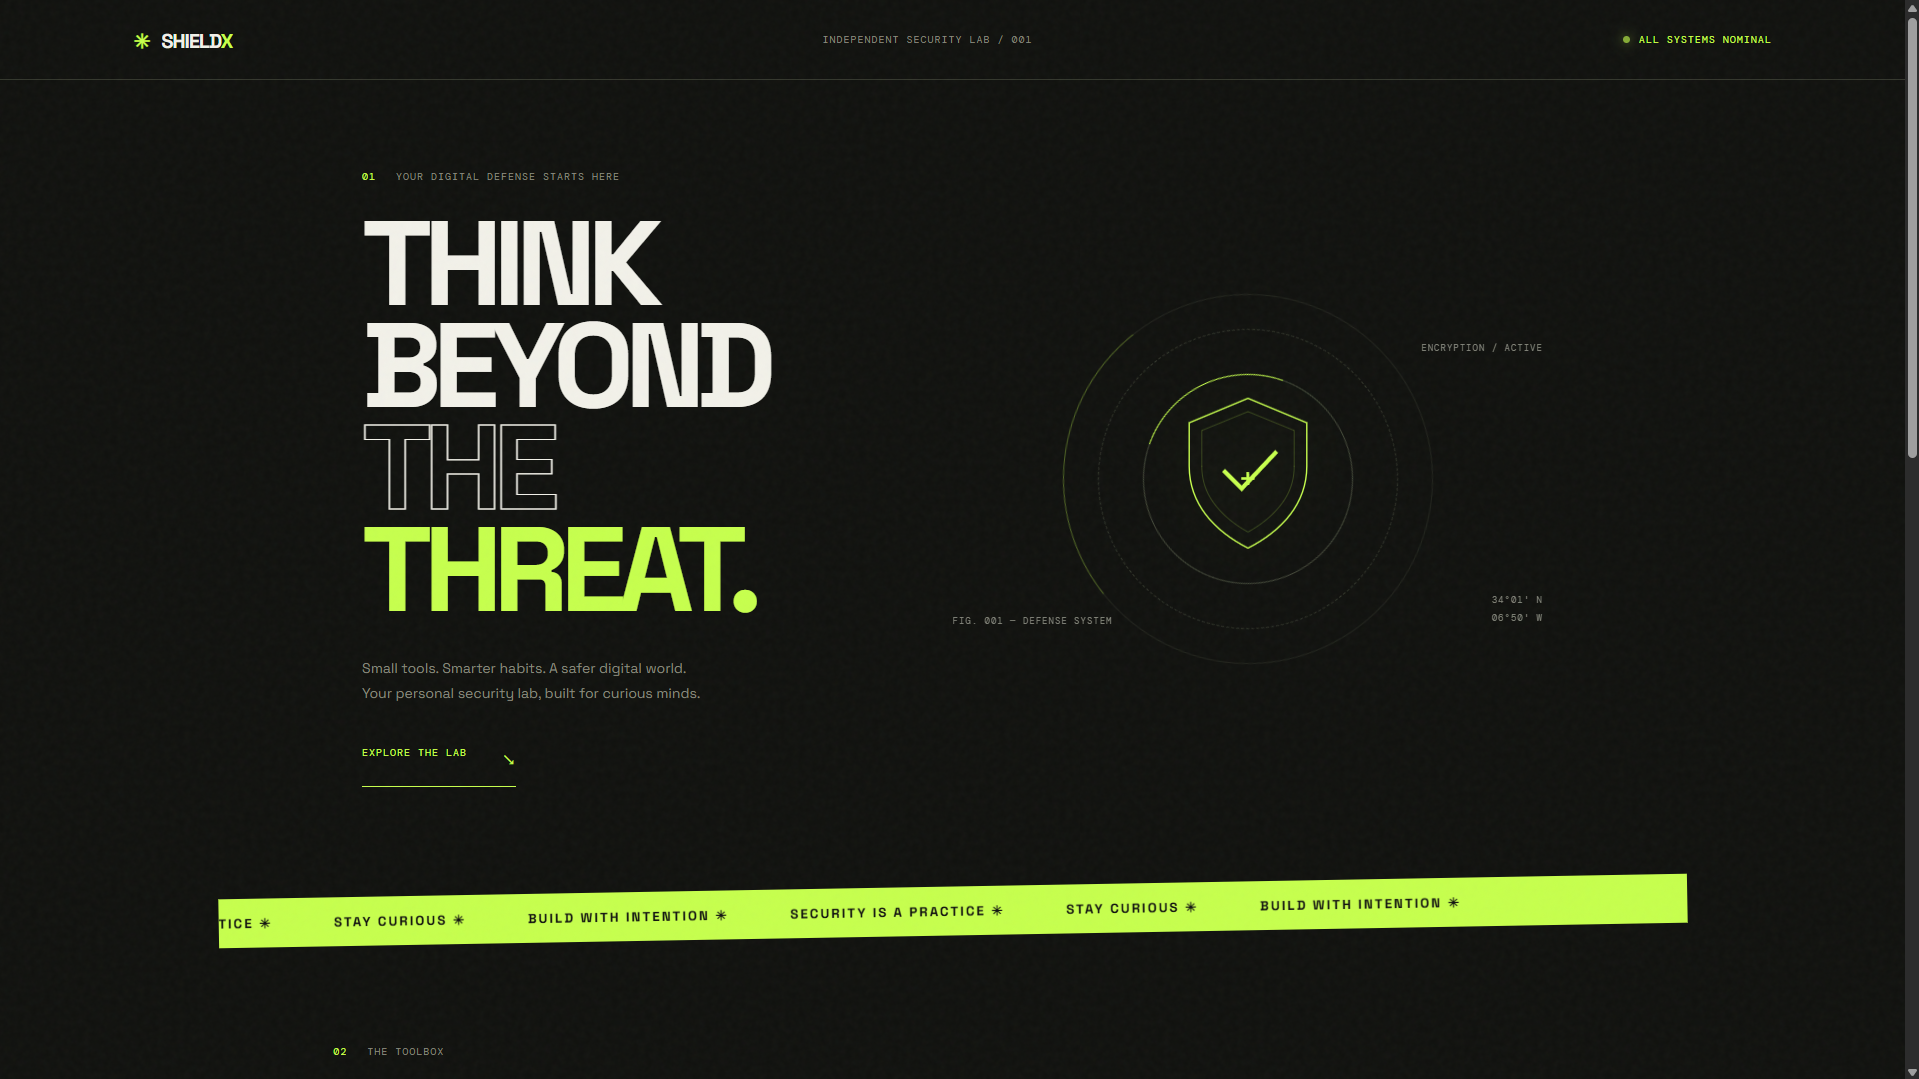 ✳ SHIELDX
INDEPENDENT SECURITY LAB / 001
ALL SYSTEMS NOMINAL
01 YOUR DIGITAL DEFENSE STARTS HERE
THINK
BEYOND
THE
THREAT.
ENCRYPTION / ACTIVE
34°01' N
06°50' W
FIG. 001 — DEFENSE SYSTEM
Small tools. Smarter habits. A safer digital world.
Your personal security lab, built for curious minds.
EXPLORE THE LAB ↘
TICE ✳ STAY CURIOUS ✳ BUILD WITH INTENTION ✳ SECURITY IS A PRACTICE ✳ STAY CURIOUS ✳ BUILD WITH INTENTION ✳
02 THE TOOLBOX